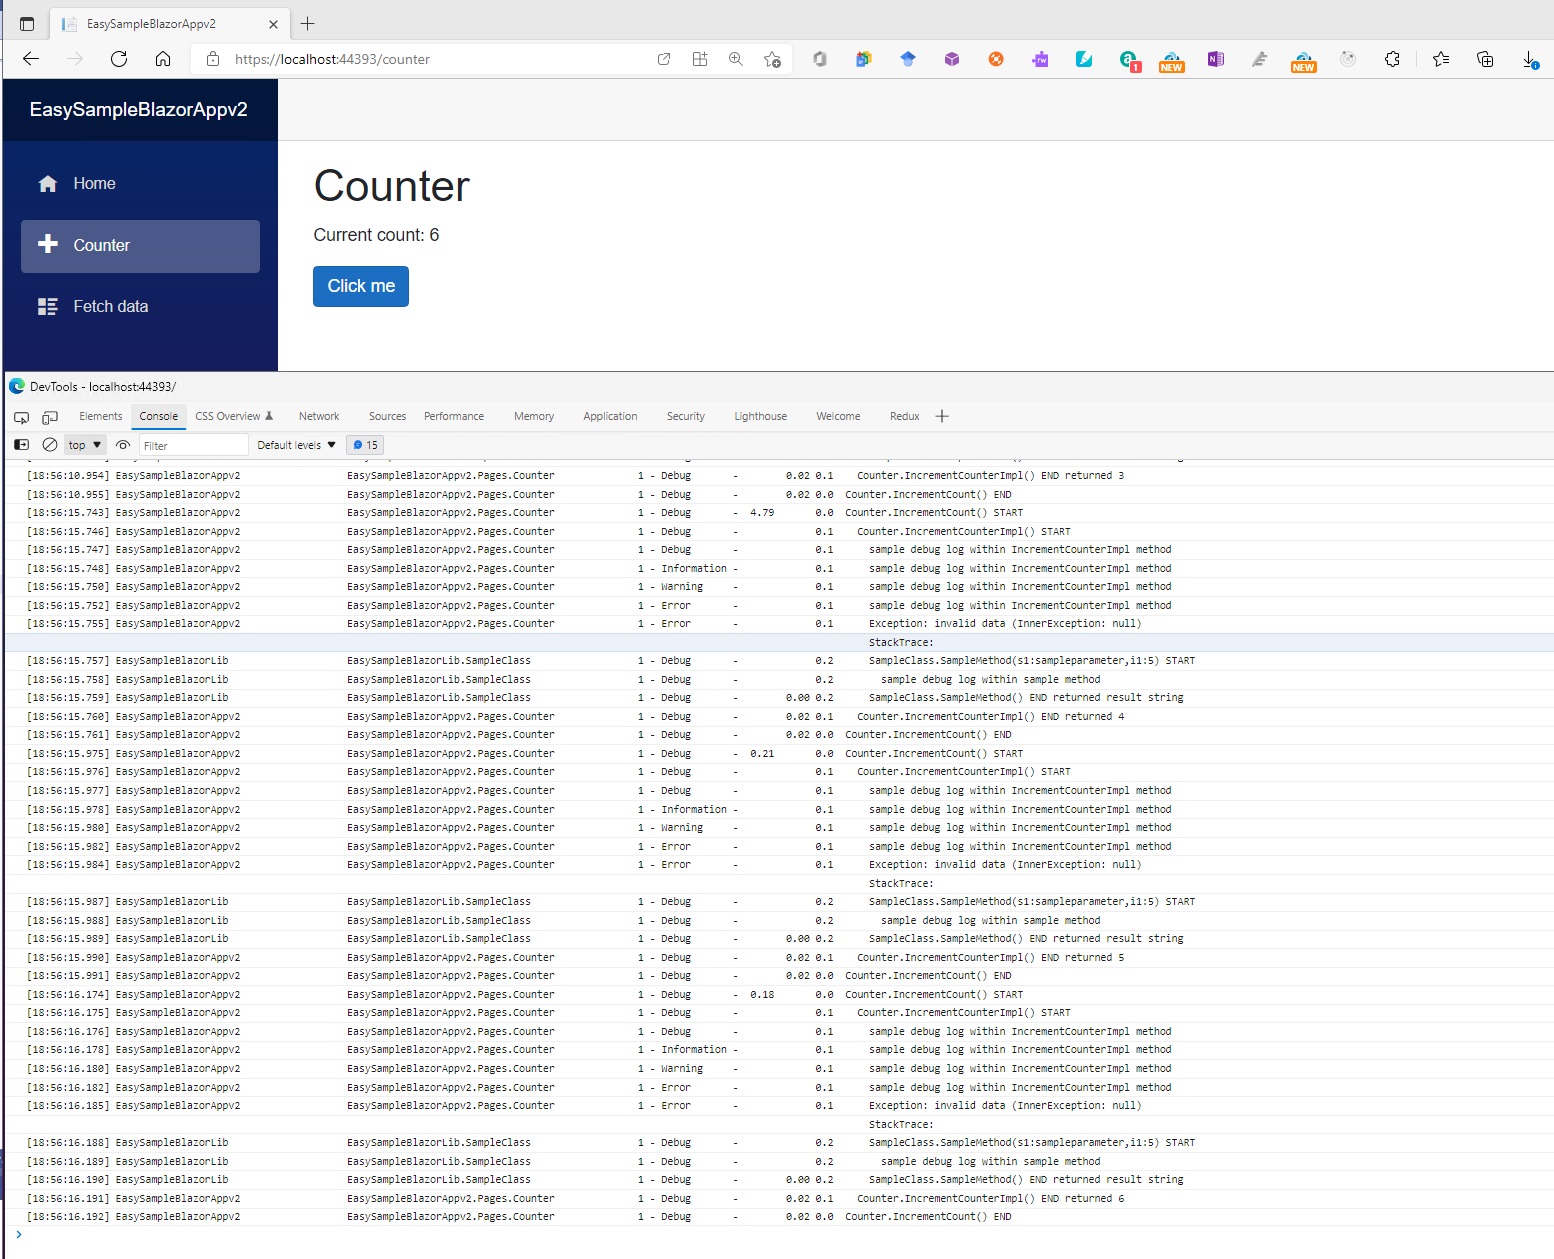 EasySampleBlazorAppv2
https://localhost:44393/counter
rw
a 1
NEW
N
NEW
EasySampleBlazorAppv2
Home
Counter
Fetch data
Counter
Current count: 6
Click me
DevTools - localhost:44393/
Elements Console CSS Overview Network Sources Performance Memory Application Security Lighthouse Welcome Redux
top Filter Default levels 15
[18:56:10.954] EasySampleBlazorAppv2 EasySampleBlazorAppv2.Pages.Counter 1 - Debug - 0.02 0.1 Counter.IncrementCounterImpl() END returned 3
[18:56:10.955] EasySampleBlazorAppv2 EasySampleBlazorAppv2.Pages.Counter 1 - Debug - 0.02 0.0 Counter.IncrementCount() END
[18:56:15.743] EasySampleBlazorAppv2 EasySampleBlazorAppv2.Pages.Counter 1 - Debug - 4.79 0.0 Counter.IncrementCount() START
[18:56:15.746] EasySampleBlazorAppv2 EasySampleBlazorAppv2.Pages.Counter 1 - Debug - 0.1 Counter.IncrementCounterImpl() START
[18:56:15.747] EasySampleBlazorAppv2 EasySampleBlazorAppv2.Pages.Counter 1 - Debug - 0.1 sample debug log within IncrementCounterImpl method
[18:56:15.748] EasySampleBlazorAppv2 EasySampleBlazorAppv2.Pages.Counter 1 - Information - 0.1 sample debug log within IncrementCounterImpl method
[18:56:15.750] EasySampleBlazorAppv2 EasySampleBlazorAppv2.Pages.Counter 1 - Warning - 0.1 sample debug log within IncrementCounterImpl method
[18:56:15.752] EasySampleBlazorAppv2 EasySampleBlazorAppv2.Pages.Counter 1 - Error - 0.1 sample debug log within IncrementCounterImpl method
[18:56:15.755] EasySampleBlazorAppv2 EasySampleBlazorAppv2.Pages.Counter 1 - Error - 0.1 Exception: invalid data (InnerException: null)
StackTrace:
[18:56:15.757] EasySampleBlazorLib EasySampleBlazorLib.SampleClass 1 - Debug - 0.2 SampleClass.SampleMethod(s1:sampleparameter,i1:5) START
[18:56:15.758] EasySampleBlazorLib EasySampleBlazorLib.SampleClass 1 - Debug - 0.2 sample debug log within sample method
[18:56:15.759] EasySampleBlazorLib EasySampleBlazorLib.SampleClass 1 - Debug - 0.00 0.2 SampleClass.SampleMethod() END returned result string
[18:56:15.760] EasySampleBlazorAppv2 EasySampleBlazorAppv2.Pages.Counter 1 - Debug - 0.02 0.1 Counter.IncrementCounterImpl() END returned 4
[18:56:15.761] EasySampleBlazorAppv2 EasySampleBlazorAppv2.Pages.Counter 1 - Debug - 0.02 0.0 Counter.IncrementCount() END
[18:56:15.975] EasySampleBlazorAppv2 EasySampleBlazorAppv2.Pages.Counter 1 - Debug - 0.21 0.0 Counter.IncrementCount() START
[18:56:15.976] EasySampleBlazorAppv2 EasySampleBlazorAppv2.Pages.Counter 1 - Debug - 0.1 Counter.IncrementCounterImpl() START
[18:56:15.977] EasySampleBlazorAppv2 EasySampleBlazorAppv2.Pages.Counter 1 - Debug - 0.1 sample debug log within IncrementCounterImpl method
[18:56:15.978] EasySampleBlazorAppv2 EasySampleBlazorAppv2.Pages.Counter 1 - Information - 0.1 sample debug log within IncrementCounterImpl method
[18:56:15.980] EasySampleBlazorAppv2 EasySampleBlazorAppv2.Pages.Counter 1 - Warning - 0.1 sample debug log within IncrementCounterImpl method
[18:56:15.982] EasySampleBlazorAppv2 EasySampleBlazorAppv2.Pages.Counter 1 - Error - 0.1 sample debug log within IncrementCounterImpl method
[18:56:15.984] EasySampleBlazorAppv2 EasySampleBlazorAppv2.Pages.Counter 1 - Error - 0.1 Exception: invalid data (InnerException: null)
StackTrace:
[18:56:15.987] EasySampleBlazorLib EasySampleBlazorLib.SampleClass 1 - Debug - 0.2 SampleClass.SampleMethod(s1:sampleparameter,i1:5) START
[18:56:15.988] EasySampleBlazorLib EasySampleBlazorLib.SampleClass 1 - Debug - 0.2 sample debug log within sample method
[18:56:15.989] EasySampleBlazorLib EasySampleBlazorLib.SampleClass 1 - Debug - 0.00 0.2 SampleClass.SampleMethod() END returned result string
[18:56:15.990] EasySampleBlazorAppv2 EasySampleBlazorAppv2.Pages.Counter 1 - Debug - 0.02 0.1 Counter.IncrementCounterImpl() END returned 5
[18:56:15.991] EasySampleBlazorAppv2 EasySampleBlazorAppv2.Pages.Counter 1 - Debug - 0.02 0.0 Counter.IncrementCount() END
[18:56:16.174] EasySampleBlazorAppv2 EasySampleBlazorAppv2.Pages.Counter 1 - Debug - 0.18 0.0 Counter.IncrementCount() START
[18:56:16.175] EasySampleBlazorAppv2 EasySampleBlazorAppv2.Pages.Counter 1 - Debug - 0.1 Counter.IncrementCounterImpl() START
[18:56:16.176] EasySampleBlazorAppv2 EasySampleBlazorAppv2.Pages.Counter 1 - Debug - 0.1 sample debug log within IncrementCounterImpl method
[18:56:16.178] EasySampleBlazorAppv2 EasySampleBlazorAppv2.Pages.Counter 1 - Information - 0.1 sample debug log within IncrementCounterImpl method
[18:56:16.180] EasySampleBlazorAppv2 EasySampleBlazorAppv2.Pages.Counter 1 - Warning - 0.1 sample debug log within IncrementCounterImpl method
[18:56:16.182] EasySampleBlazorAppv2 EasySampleBlazorAppv2.Pages.Counter 1 - Error - 0.1 sample debug log within IncrementCounterImpl method
[18:56:16.185] EasySampleBlazorAppv2 EasySampleBlazorAppv2.Pages.Counter 1 - Error - 0.1 Exception: invalid data (InnerException: null)
StackTrace:
[18:56:16.188] EasySampleBlazorLib EasySampleBlazorLib.SampleClass 1 - Debug - 0.2 SampleClass.SampleMethod(s1:sampleparameter,i1:5) START
[18:56:16.189] EasySampleBlazorLib EasySampleBlazorLib.SampleClass 1 - Debug - 0.2 sample debug log within sample method
[18:56:16.190] EasySampleBlazorLib EasySampleBlazorLib.SampleClass 1 - Debug - 0.00 0.2 SampleClass.SampleMethod() END returned result string
[18:56:16.191] EasySampleBlazorAppv2 EasySampleBlazorAppv2.Pages.Counter 1 - Debug - 0.02 0.1 Counter.IncrementCounterImpl() END returned 6
[18:56:16.192] EasySampleBlazorAppv2 EasySampleBlazorAppv2.Pages.Counter 1 - Debug - 0.02 0.0 Counter.IncrementCount() END